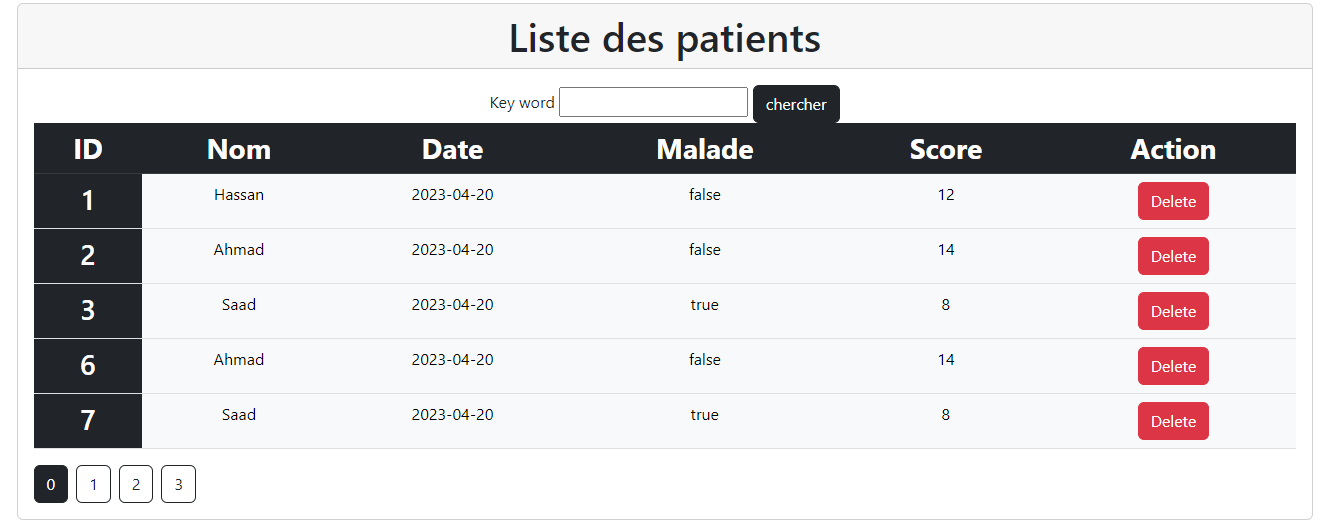 Liste des patients
Key word chercher
ID Nom Date Malade Score Action
1 Hassan 2023-04-20 false 12 Delete
2 Ahmad 2023-04-20 false 14 Delete
3 Saad 2023-04-20 true 8 Delete
6 Ahmad 2023-04-20 false 14 Delete
7 Saad 2023-04-20 true 8 Delete
0 1 2 3